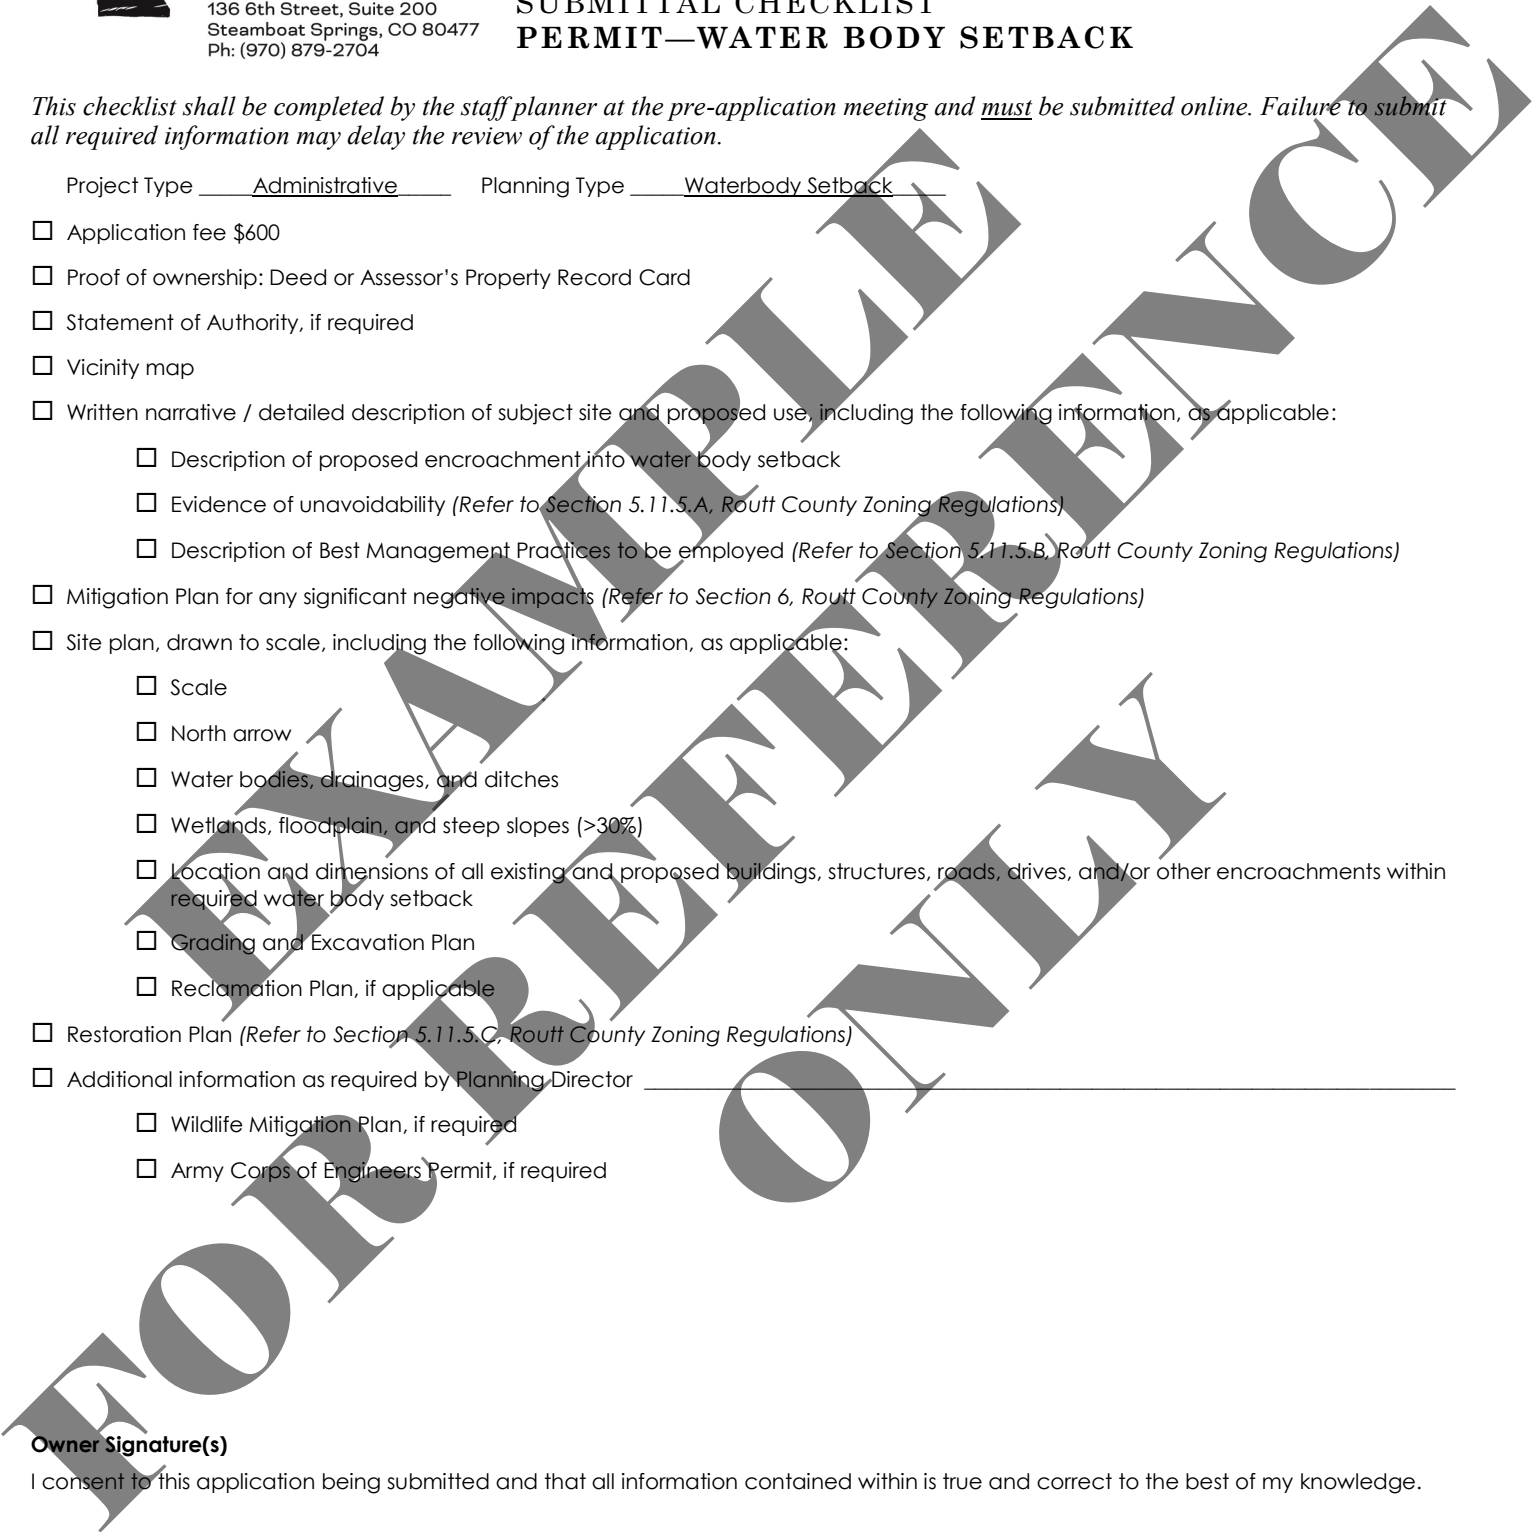 136 6th Street, Suite 200
Steamboat Springs, CO 80477
Ph: (970) 879-2704
SUBMITTAL CHECKLIST
PERMIT—WATER BODY SETBACK
This checklist shall be completed by the staff planner at the pre-application meeting and must be submitted online. Failure to submit
all required information may delay the review of the application.
Project Type _____Administrative_____ Planning Type _____Waterbody Setback_____
☐ Application fee $600
☐ Proof of ownership: Deed or Assessor’s Property Record Card
☐ Statement of Authority, if required
☐ Vicinity map
☐ Written narrative / detailed description of subject site and proposed use, including the following information, as applicable:
☐ Description of proposed encroachment into water body setback
☐ Evidence of unavoidability (Refer to Section 5.11.5.A, Routt County Zoning Regulations)
☐ Description of Best Management Practices to be employed (Refer to Section 5.11.5.B, Routt County Zoning Regulations)
☐ Mitigation Plan for any significant negative impacts (Refer to Section 6, Routt County Zoning Regulations)
☐ Site plan, drawn to scale, including the following information, as applicable:
☐ Scale
☐ North arrow
☐ Water bodies, drainages, and ditches
☐ Wetlands, floodplain, and steep slopes (>30%)
☐ Location and dimensions of all existing and proposed buildings, structures, roads, drives, and/or other encroachments within
required water body setback
☐ Grading and Excavation Plan
☐ Reclamation Plan, if applicable
☐ Restoration Plan (Refer to Section 5.11.5.C, Routt County Zoning Regulations)
☐ Additional information as required by Planning Director ____________________
☐ Wildlife Mitigation Plan, if required
☐ Army Corps of Engineers Permit, if required
Owner Signature(s)
I consent to this application being submitted and that all information contained within is true and correct to the best of my knowledge.
EXAMPLE
FOR REFERENCE
ONLY